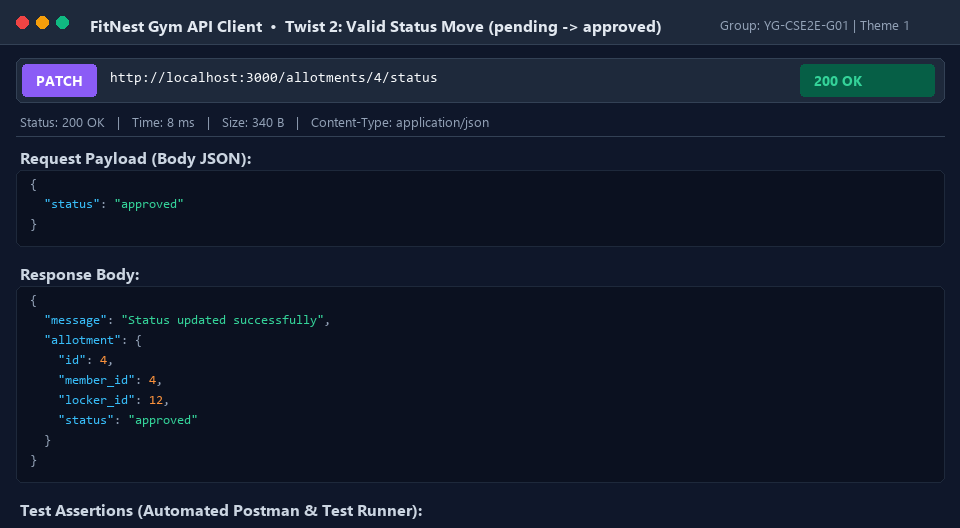 FitNest Gym API Client • Twist 2: Valid Status Move (pending -> approved)
Group: YG-CSE2E-G01 | Theme 1
PATCH http://localhost:3000/allotments/4/status 200 OK
Status: 200 OK | Time: 8 ms | Size: 340 B | Content-Type: application/json
Request Payload (Body JSON):
{
  "status": "approved"
}
Response Body:
{
  "message": "Status updated successfully",
  "allotment": {
    "id": 4,
    "member_id": 4,
    "locker_id": 12,
    "status": "approved"
  }
}
Test Assertions (Automated Postman & Test Runner):